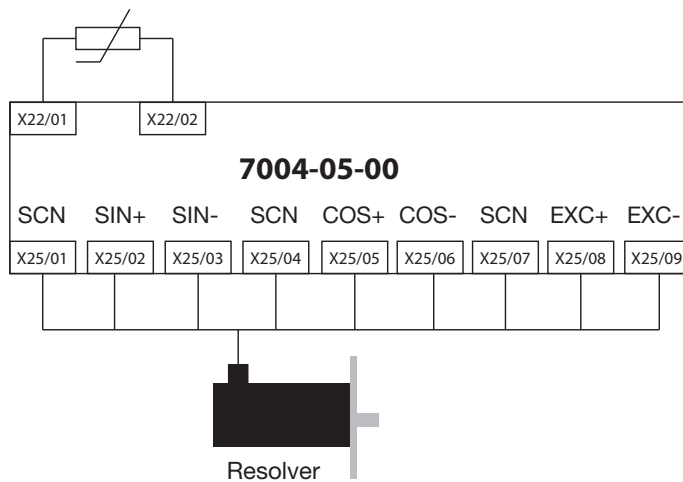 X22/01 X22/02
7004-05-00
SCN SIN+ SIN- SCN COS+ COS- SCN EXC+ EXC-
X25/01 X25/02 X25/03 X25/04 X25/05 X25/06 X25/07 X25/08 X25/09
Resolver